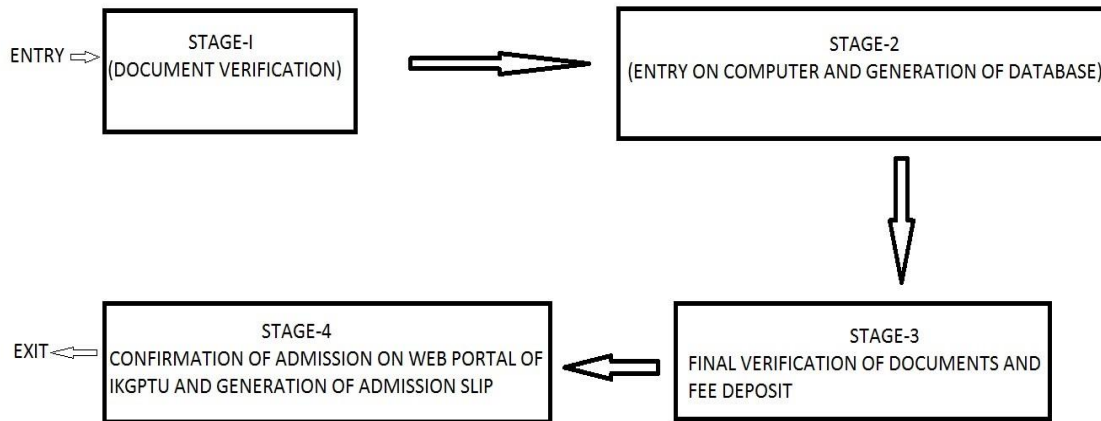 ENTRY
STAGE-I
(DOCUMENT VERIFICATION)
STAGE-2
(ENTRY ON COMPUTER AND GENERATION OF DATABASE)
STAGE-3
FINAL VERIFICATION OF DOCUMENTS AND
FEE DEPOSIT
STAGE-4
CONFIRMATION OF ADMISSION ON WEB PORTAL OF
IKGPTU AND GENERATION OF ADMISSION SLIP
EXIT